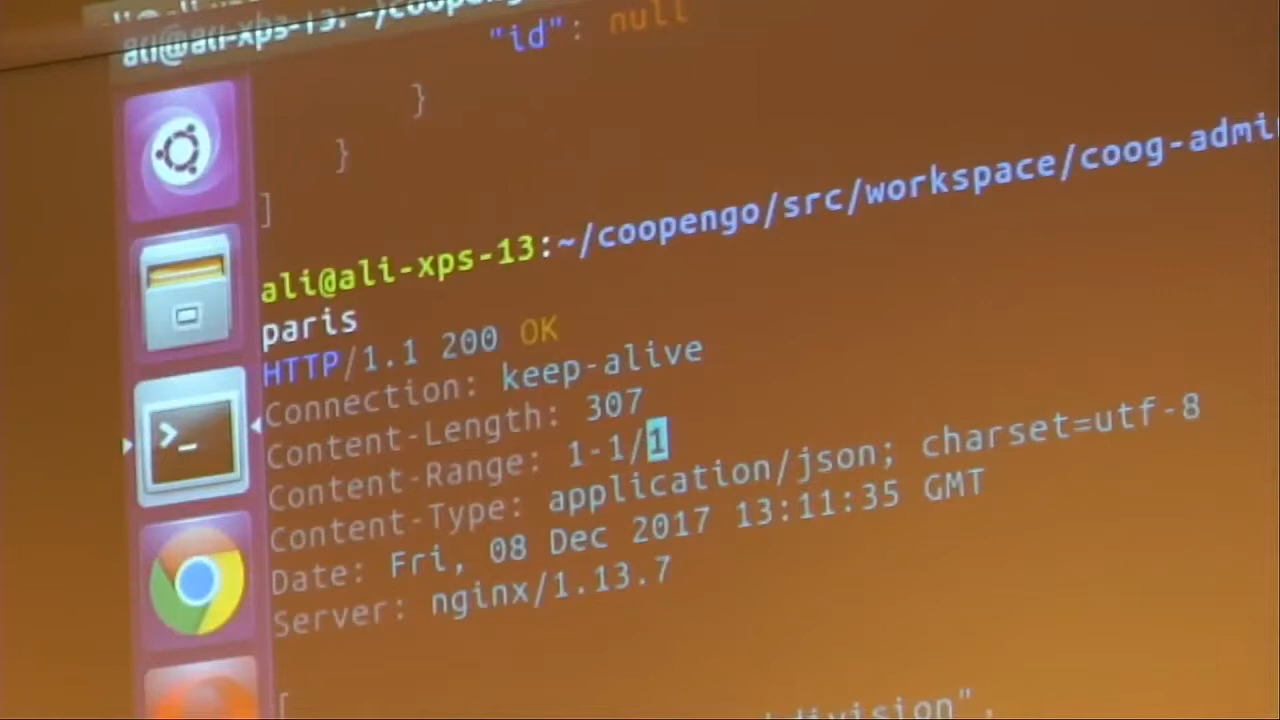 ali@ali-xps-13: ~/coopengo
"id": null
}
}
]
ali@ali-xps-13:~/coopengo/src/workspace/coog-admi
paris
HTTP/1.1 200 OK
Connection: keep-alive
Content-Length: 307
Content-Range: 1-1/1
Content-Type: application/json; charset=utf-8
Date: Fri, 08 Dec 2017 13:11:35 GMT
Server: nginx/1.13.7
[
division",